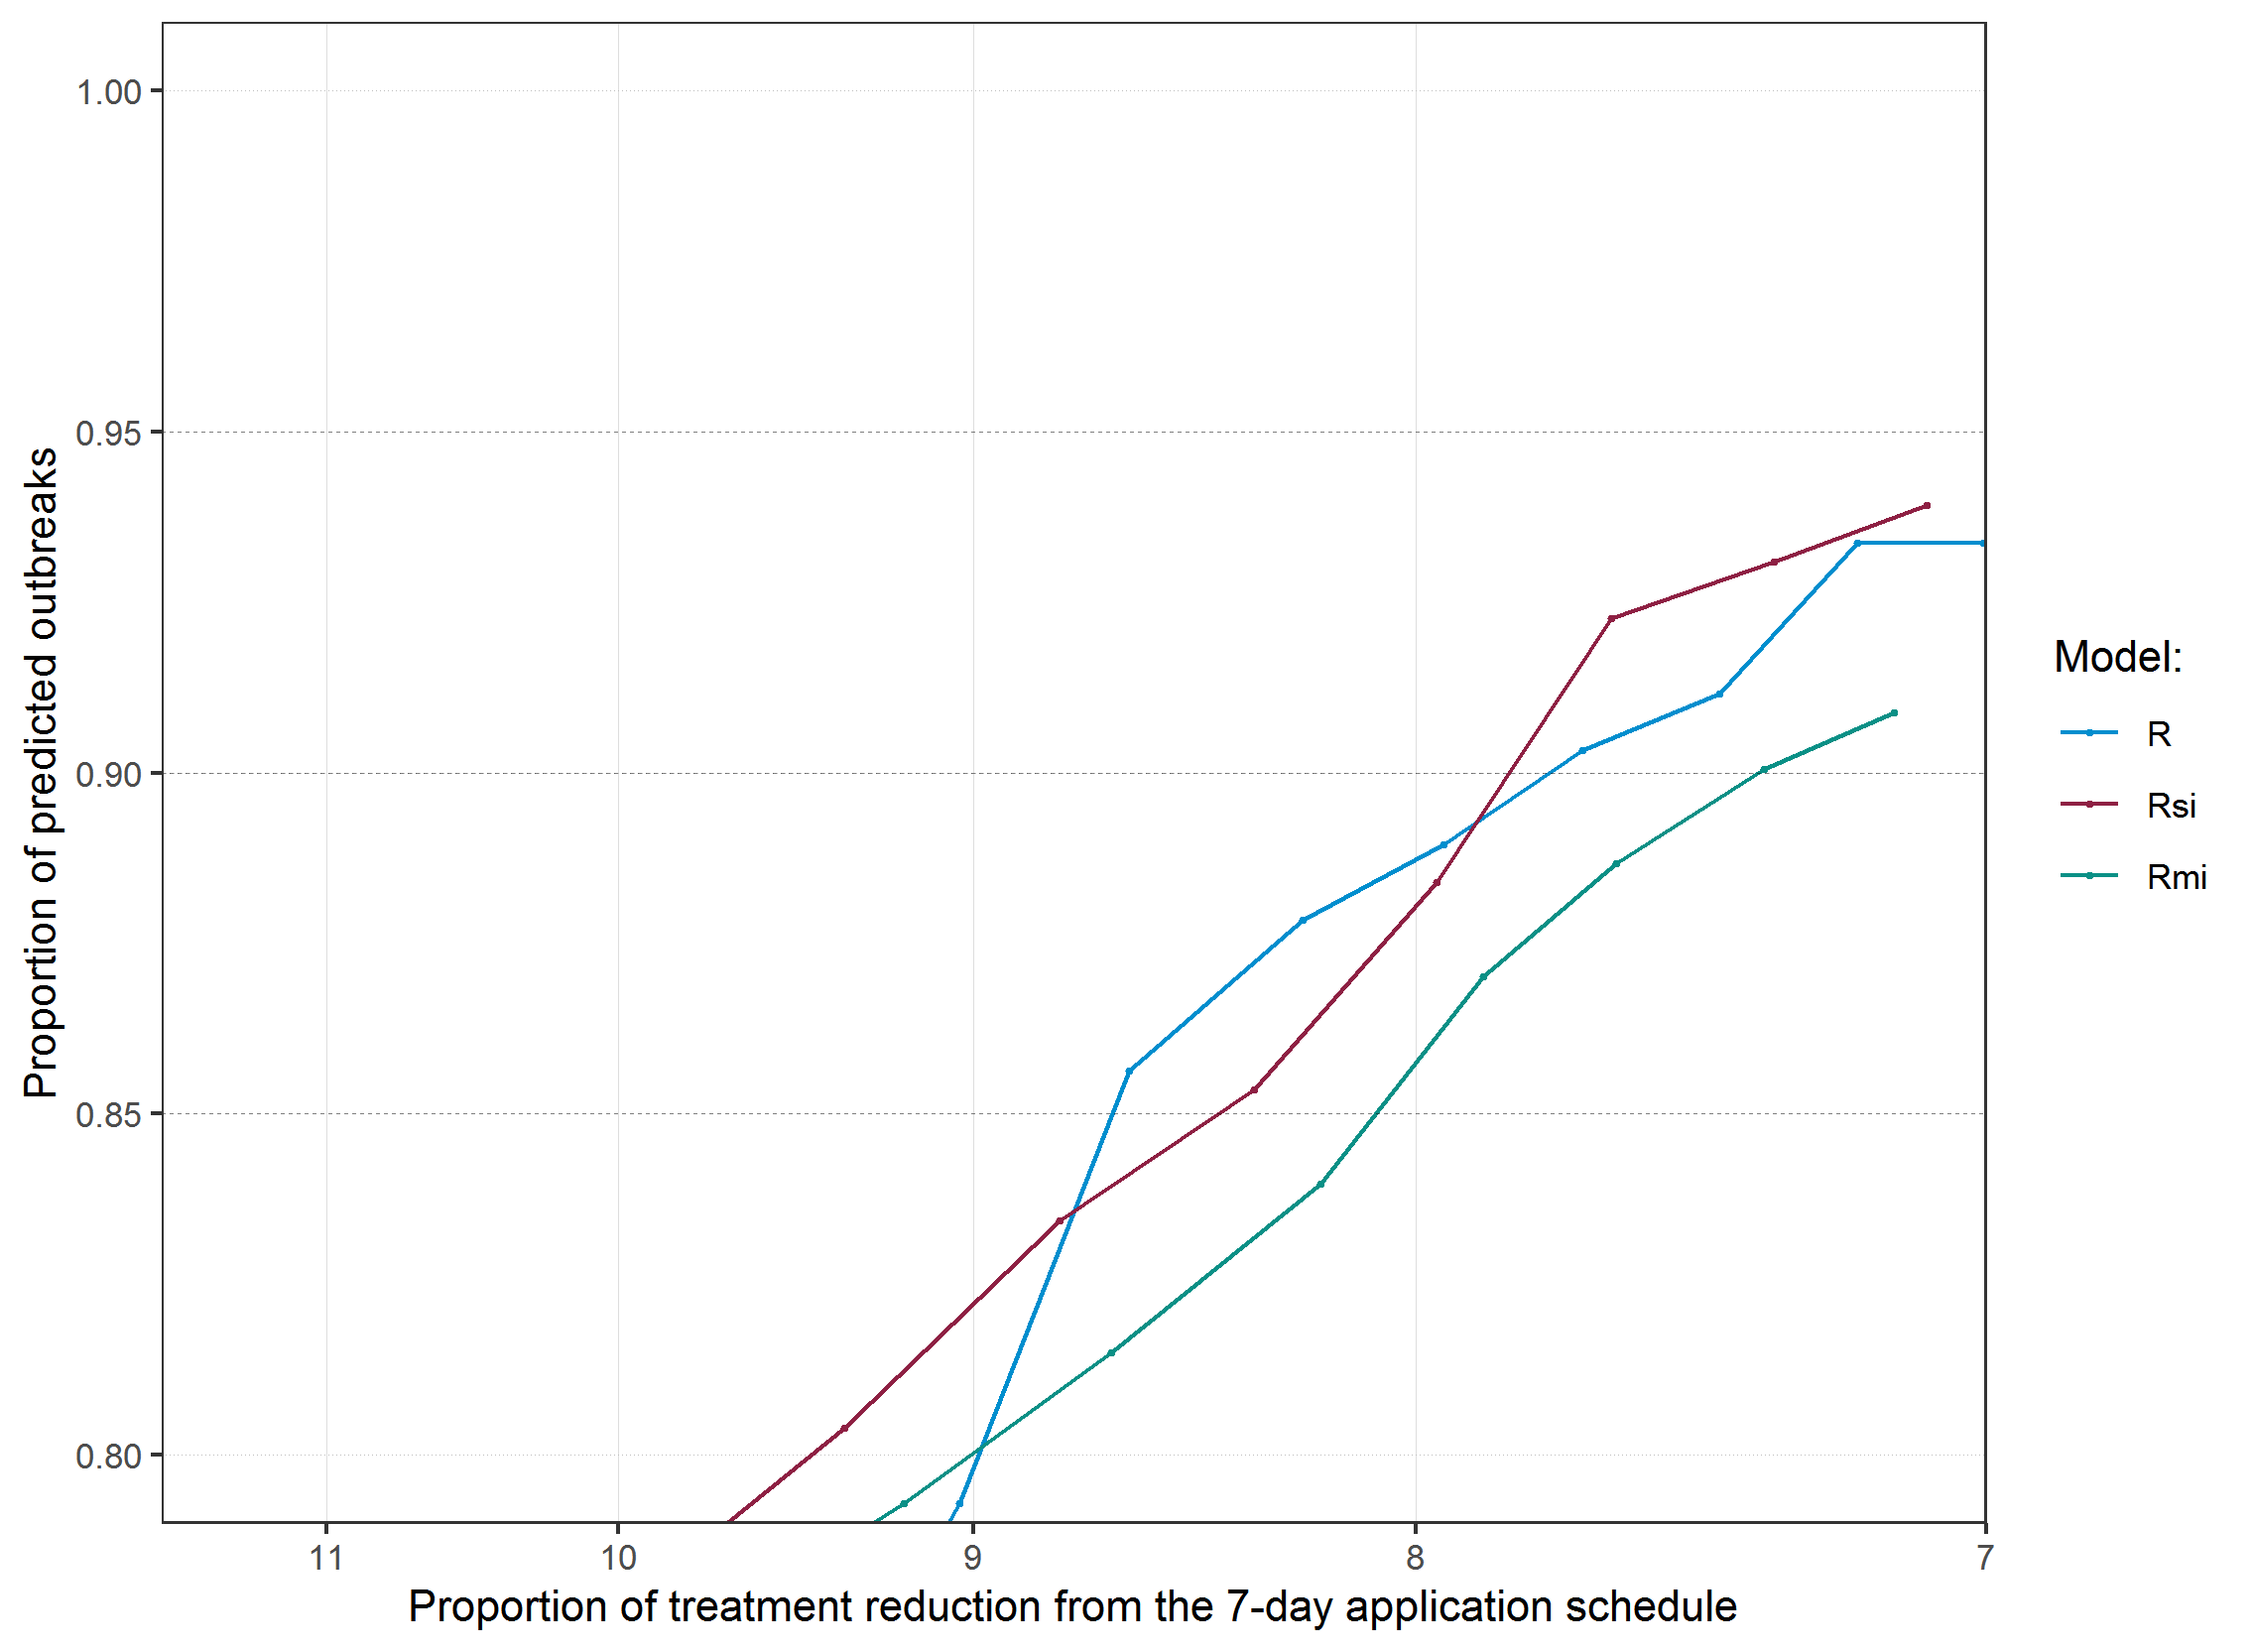 Proportion of predicted outbreaks
1.00
0.95
0.90
0.85
0.80
11 10 9 8 7
Proportion of treatment reduction from the 7-day application schedule
Model:
R
Rsi
Rmi